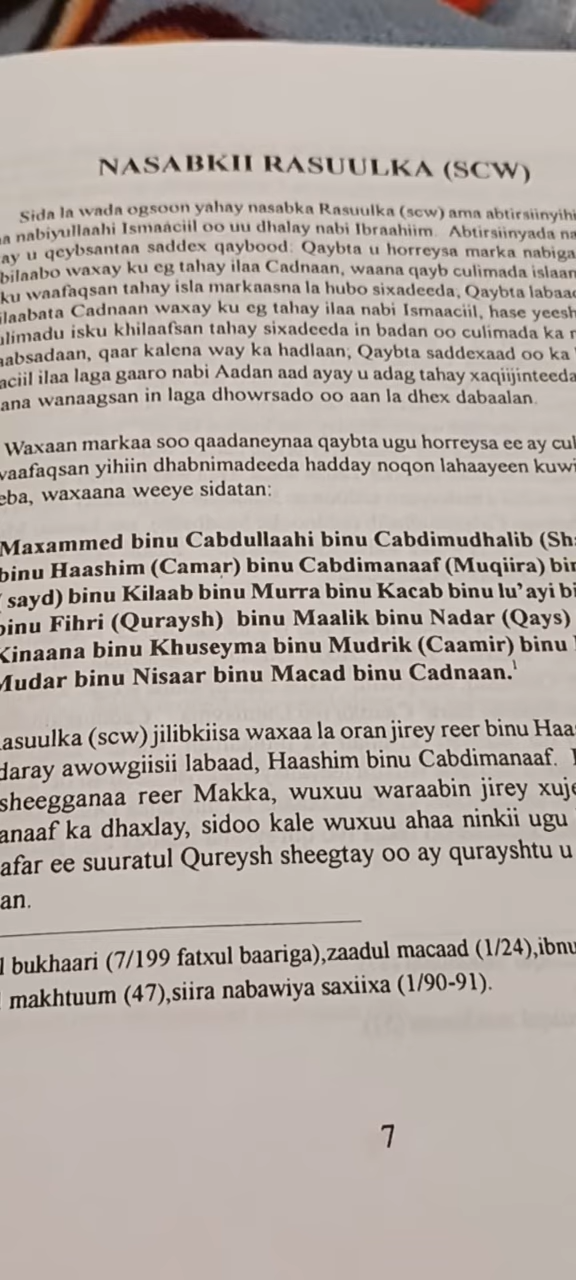 NASABKII RASUULKA (SCW)
Sida la wada ogsoon yahay nasabka Rasuulka (scw) ama abtirsiinyihi
a nabiyullaahi Ismaaciil oo uu dhalay nabi Ibraahiim. Abtirsiinyada na
ay u qeybsantaa saddex qaybood. Qaybta u horreysa marka nabiga
bilaabo waxay ku eg tahay ilaa Cadnaan, waana qayb culimada islaan
ku waafaqsan tahay isla markaasna la hubo sixadeeda, Qaybta labaad
ilaabata Cadnaan waxay ku eg tahay ilaa nabi Ismaaciil, hase yeesh
ulimadu isku khilaafsan tahay sixadeeda in badan oo culimada ka
aabsadaan, qaar kalena way ka hadlaan; Qaybta saddexaad oo ka
aciil ilaa laga gaaro nabi Aadan aad ayay u adag tahay xaqiijinteeda
ana wanaagsan in laga dhowrsado oo aan la dhex dabaalan.
Waxaan markaa soo qaadaneynaa qaybta ugu horreysa ee ay cul
vaafaqsan yihiin dhabnimadeeda hadday noqon lahaayeen kuwi
eba, waxaana weeye sidatan:
Maxammed binu Cabdullaahi binu Cabdimudhalib (Sh
binu Haashim (Camar) binu Cabdimanaaf (Muqiira) bin
sayd) binu Kilaab binu Murra binu Kacab binu lu’ayi bi
binu Fihri (Quraysh) binu Maalik binu Nadar (Qays)
Kinaana binu Khuseyma binu Mudrik (Caamir) binu
Mudar binu Nisaar binu Macad binu Cadnaan.¹
asuulka (scw) jilibkiisa waxaa la oran jirey reer binu Haa
daray awowgiisii labaad, Haashim binu Cabdimanaaf.
sheegganaa reer Makka, wuxuu waraabin jirey xuje
anaaf ka dhaxlay, sidoo kale wuxuu ahaa ninkii ugu
afar ee suuratul Qureysh sheegtay oo ay qurayshtu u
an.
l bukhaari (7/199 fatxul baariga),zaadul macaad (1/24),ibnu
makhtuum (47),siira nabawiya saxiixa (1/90-91).
7